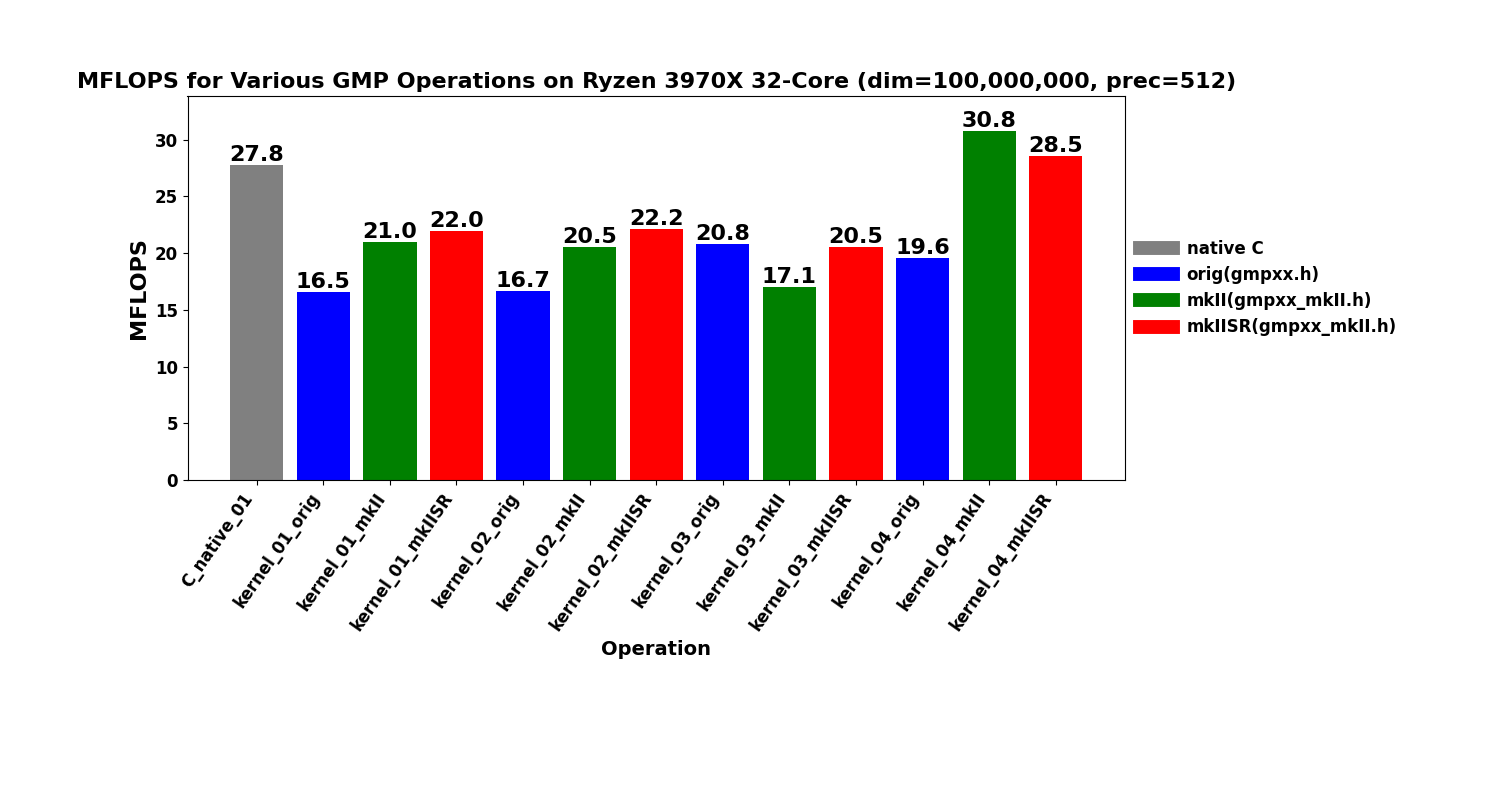 MFLOPS for Various GMP Operations on Ryzen 3970X 32-Core (dim=100,000,000, prec=512)
MFLOPS
30
25
20
15
10
5
0
27.8
16.5
21.0
22.0
16.7
20.5
22.2
20.8
17.1
20.5
19.6
30.8
28.5
C_native_01
kernel_01_orig
kernel_01_mkII
kernel_01_mkIISR
kernel_02_orig
kernel_02_mkII
kernel_02_mkIISR
kernel_03_orig
kernel_03_mkII
kernel_03_mkIISR
kernel_04_orig
kernel_04_mkII
kernel_04_mkIISR
Operation
native C
orig(gmpxx.h)
mkII(gmpxx_mkII.h)
mkIISR(gmpxx_mkII.h)